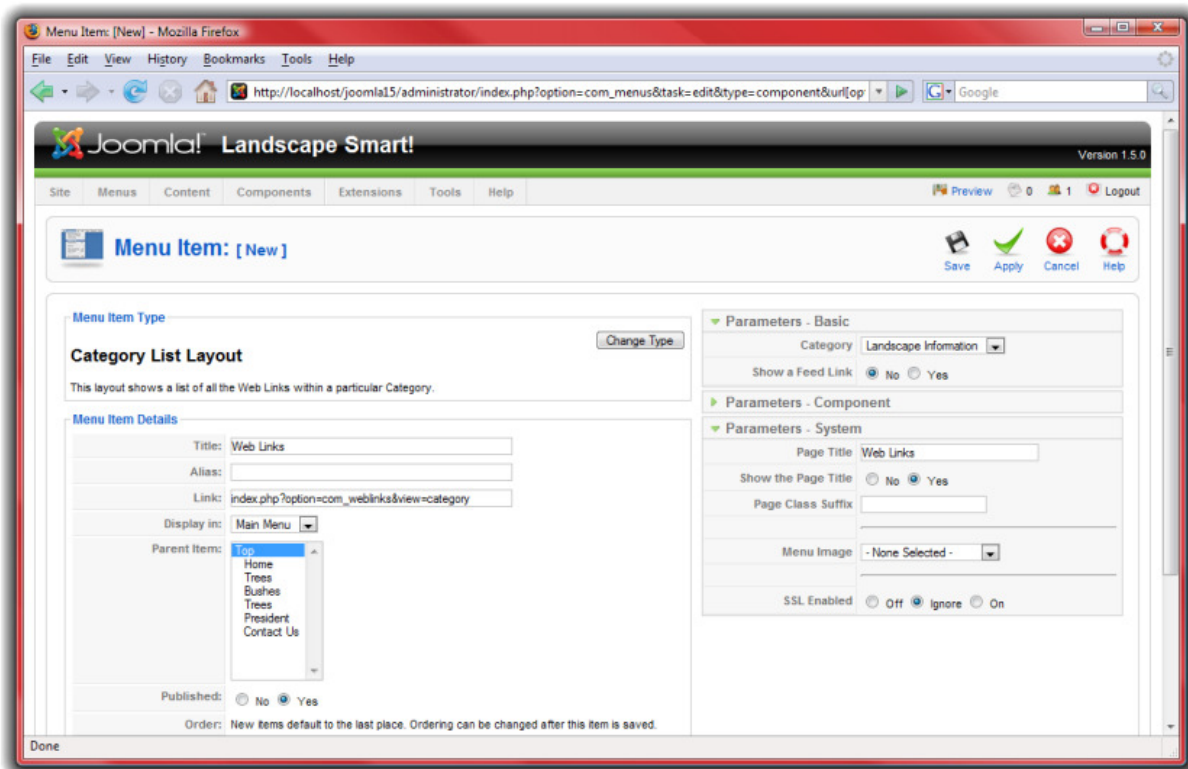 Menu Item: [New] - Mozilla Firefox
File Edit View History Bookmarks Tools Help
http://localhost/joomla15/administrator/index.php?option=com_menus&task=edit&type=component&url[op
Google
Joomla! Landscape Smart!
Version 1.5.0
Site Menus Content Components Extensions Tools Help Preview 0 1 Logout
Menu Item: [ New ]
Save Apply Cancel Help
Menu Item Type
Change Type
Category List Layout
This layout shows a list of all the Web Links within a particular Category.
Menu Item Details
Title: Web Links
Alias:
Link: index.php?option=com_weblinks&view=category
Display in: Main Menu
Parent Item: Top
Home
Trees
Bushes
Trees
President
Contact Us
Published: No Yes
Order: New items default to the last place. Ordering can be changed after this item is saved.
Parameters - Basic
Category Landscape Information
Show a Feed Link No Yes
Parameters - Component
Parameters - System
Page Title Web Links
Show the Page Title No Yes
Page Class Suffix
Menu Image - None Selected -
SSL Enabled Off Ignore On
Done